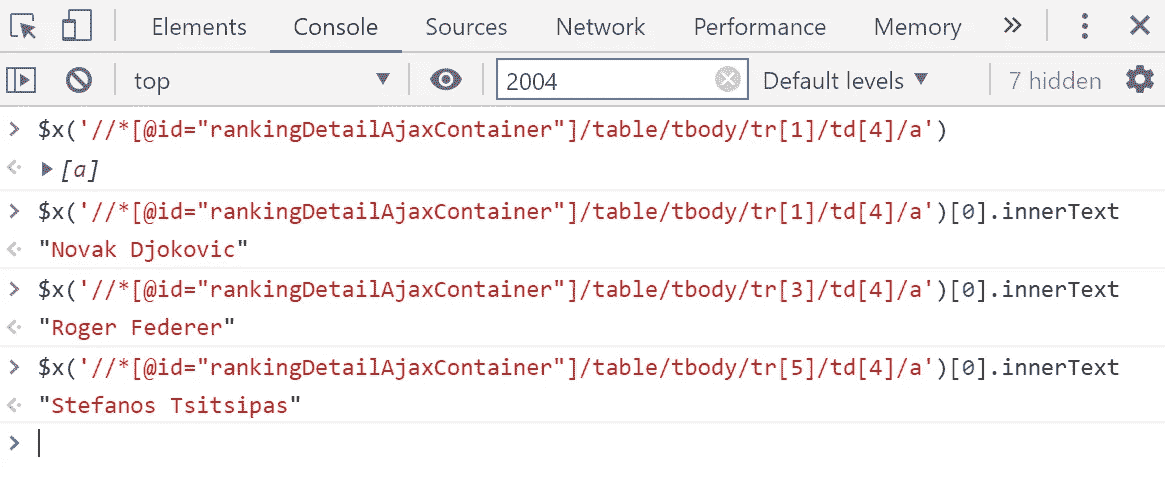 Elements Console Sources Network Performance Memory
top 2004 Default levels 7 hidden
> $x('//*[@id="rankingDetailAjaxContainer"]/table/tbody/tr[1]/td[4]/a')
[a]
> $x('//*[@id="rankingDetailAjaxContainer"]/table/tbody/tr[1]/td[4]/a')[0].innerText
"Novak Djokovic"
> $x('//*[@id="rankingDetailAjaxContainer"]/table/tbody/tr[3]/td[4]/a')[0].innerText
"Roger Federer"
> $x('//*[@id="rankingDetailAjaxContainer"]/table/tbody/tr[5]/td[4]/a')[0].innerText
"Stefanos Tsitsipas"
>